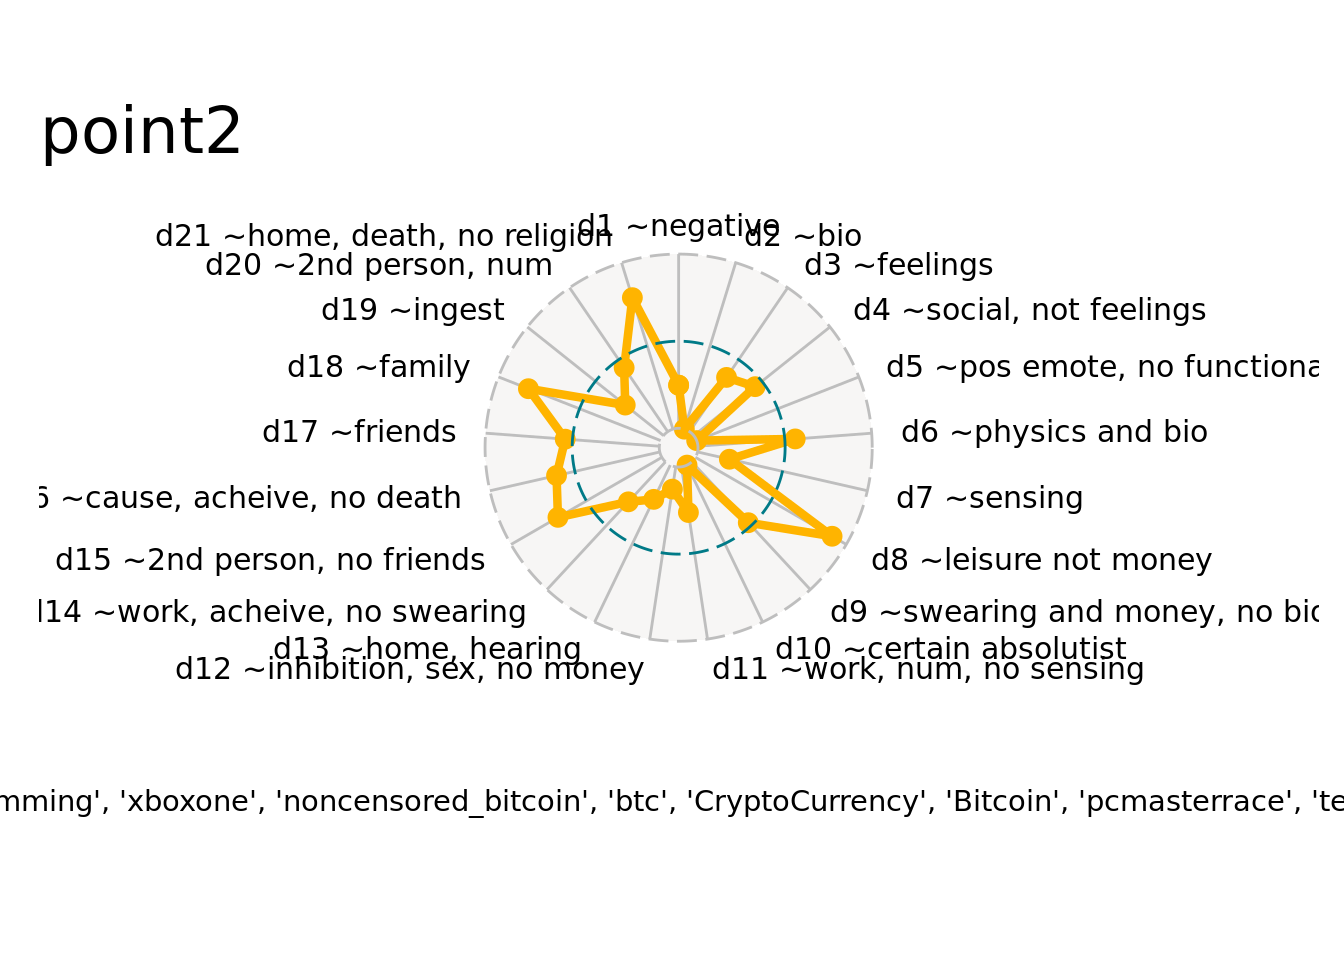 point2
d1 ~negative
d2 ~bio
d21 ~home, death, no religion
d20 ~2nd person, num
d3 ~feelings
d19 ~ingest
d4 ~social, not feelings
d18 ~family
d5 ~pos emote, no functiona
d17 ~friends
d6 ~physics and bio
~cause, acheive, no death
d7 ~sensing
d15 ~2nd person, no friends
d8 ~leisure not money
d14 ~work, acheive, no swearing
d9 ~swearing and money, no bio
d13 ~home, hearing
d10 ~certain absolutist
d12 ~inhibition, sex, no money
d11 ~work, num, no sensing
mming', 'xboxone', 'noncensored_bitcoin', 'btc', 'CryptoCurrency', 'Bitcoin', 'pcmasterrace', 'te